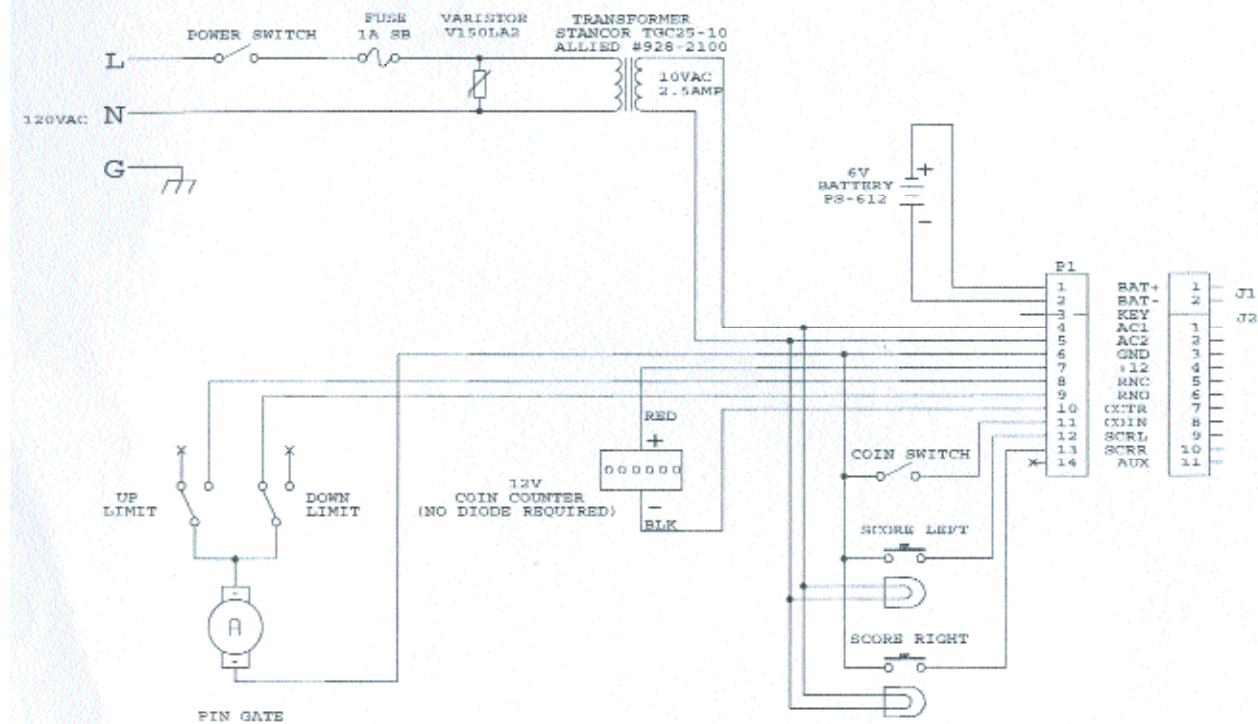 FUSE
1A SB
VARISTOR
V150LA2
TRANSFORMER
STANCOR TGC25-10
ALLIED #928-2100
POWER SWITCH
L
10VAC
2.5AMP
120VAC
N
G
6V
BATTERY
PS-612
+
-
P1
1 BAT+ 1
2 BAT- 2
J1
3 KEY
J2
4 AC1 1
5 AC2 2
6 GND 3
7 +12 4
8 RNC 5
9 RNO 6
10 CCTR 7
11 COIN 8
12 SCRL 9
13 SCRR 10
14 AUX 11
RED
+
000000
-
BLK
12V
COIN COUNTER
(NO DIODE REQUIRED)
COIN SWITCH
UP
LIMIT
DOWN
LIMIT
SCORE LEFT
A
SCORE RIGHT
PIN GATE